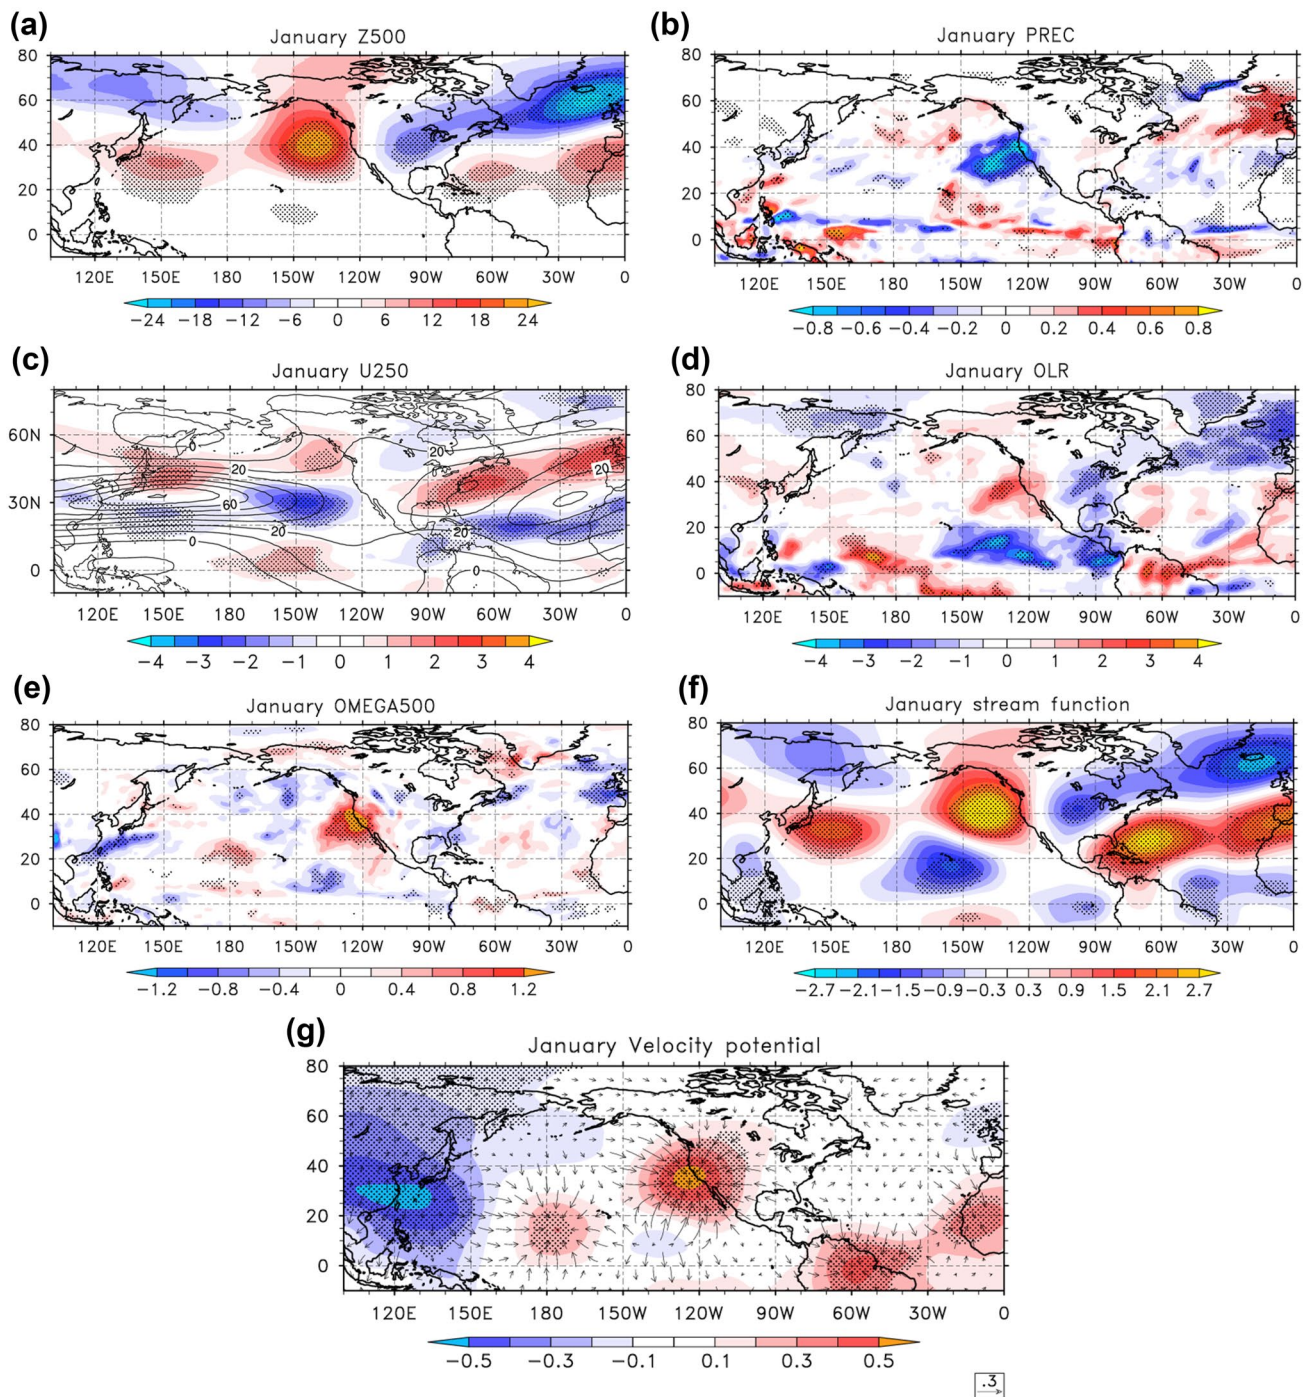 (a)
January Z500
80
60
40
20
0
120E 150E 180 150W 120W 90W 60W 30W 0
−24 −18 −12 −6 0 6 12 18 24
(b)
January PREC
80
60
40
20
0
120E 150E 180 150W 120W 90W 60W 30W 0
−0.8 −0.6 −0.4 −0.2 0 0.2 0.4 0.6 0.8
(c)
January U250
60N
30N
0
0 20 60 20 0 20 0 20 20 0
120E 150E 180 150W 120W 90W 60W 30W 0
−4 −3 −2 −1 0 1 2 3 4
(d)
January OLR
80
60
40
20
0
120E 150E 180 150W 120W 90W 60W 30W 0
−4 −3 −2 −1 0 1 2 3 4
(e)
January OMEGA500
80
60
40
20
0
120E 150E 180 150W 120W 90W 60W 30W 0
−1.2 −0.8 −0.4 0 0.4 0.8 1.2
(f)
January stream function
80
60
40
20
0
120E 150E 180 150W 120W 90W 60W 30W 0
−2.7 −2.1 −1.5 −0.9 −0.3 0.3 0.9 1.5 2.1 2.7
(g)
January Velocity potential
80
60
40
20
0
120E 150E 180 150W 120W 90W 60W 30W 0
−0.5 −0.3 −0.1 0.1 0.3 0.5
.3